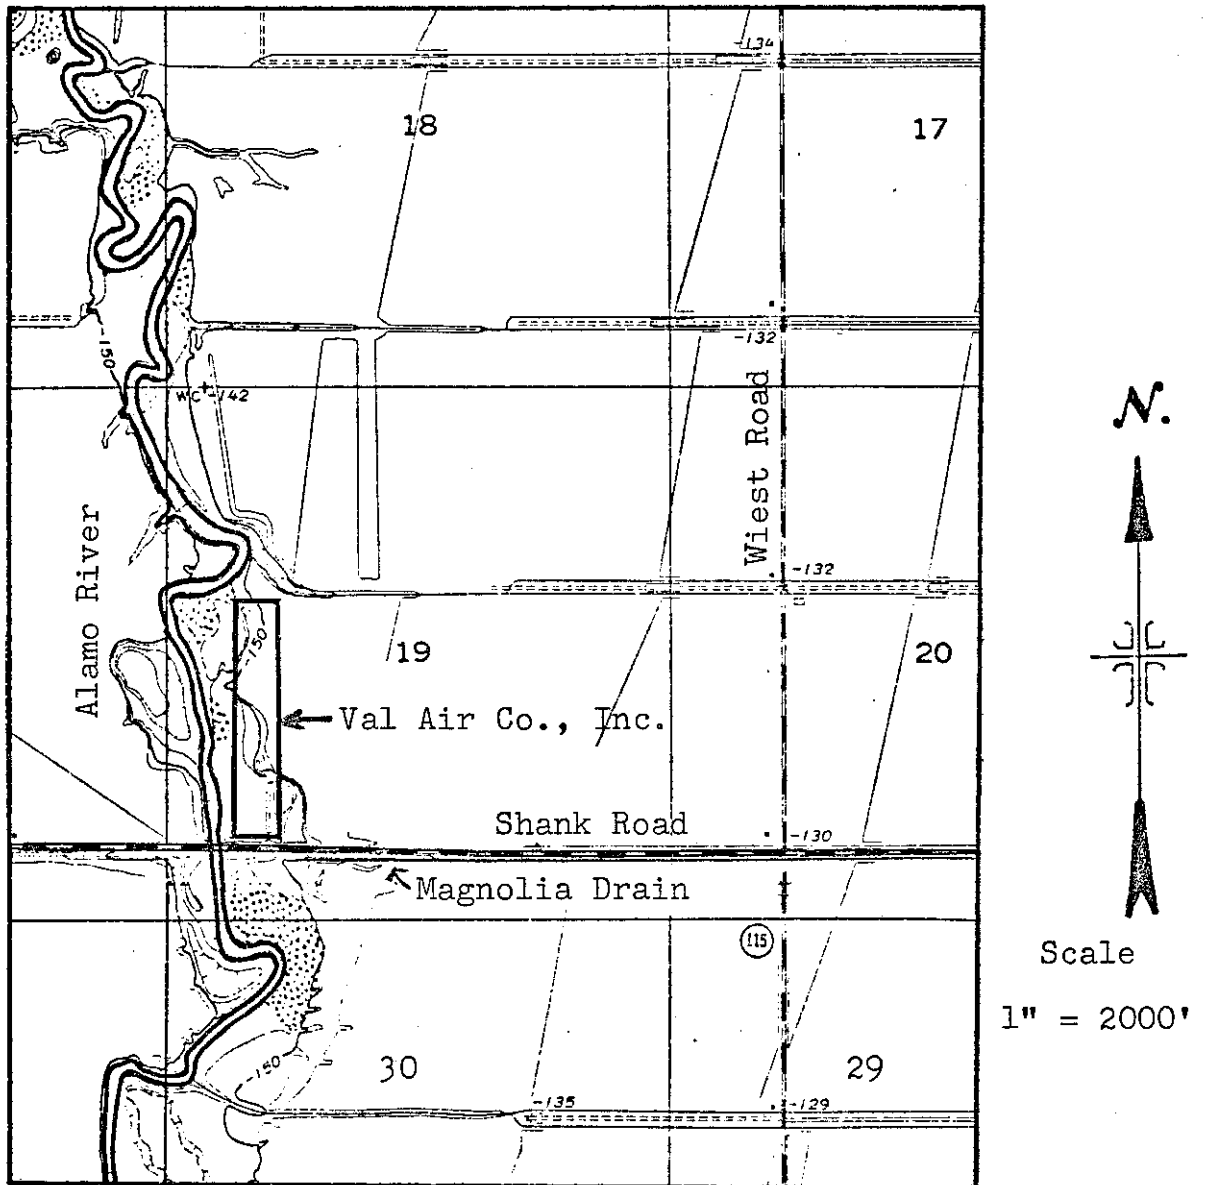 -134
18
17
-132
-150
WC+-142
N.
Wiest Road
-132
Alamo River
-150
19
20
Val Air Co., Inc.
Shank Road
-130
Magnolia Drain
115
Scale
1" = 2000'
-150
30
29
-135
-129